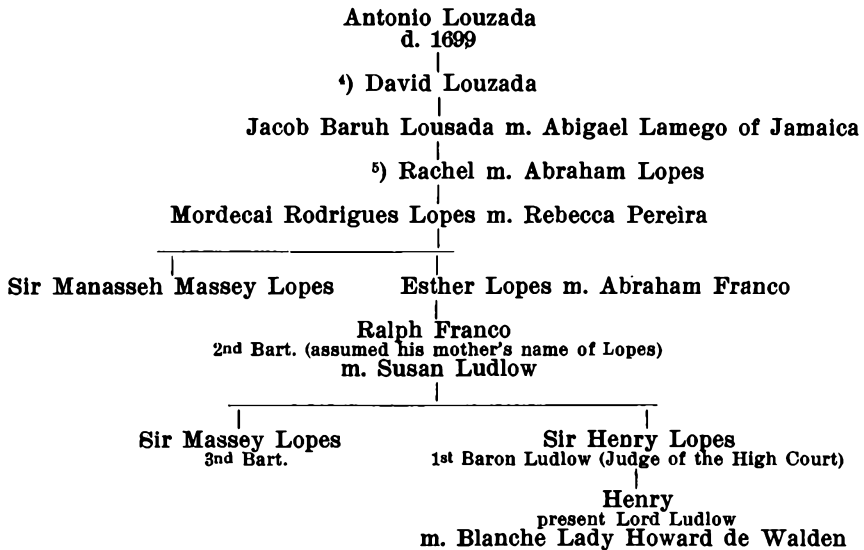 Antonio Louzada
d. 1699
⁴) David Louzada
Jacob Baruh Lousada m. Abigael Lamego of Jamaica
⁵) Rachel m. Abraham Lopes
Mordecai Rodrigues Lopes m. Rebecca Pereira
Sir Manasseh Massey Lopes Esther Lopes m. Abraham Franco
Ralph Franco
2nd Bart. (assumed his mother's name of Lopes)
m. Susan Ludlow
Sir Massey Lopes Sir Henry Lopes
3nd Bart. 1st Baron Ludlow (Judge of the High Court)
Henry
present Lord Ludlow
m. Blanche Lady Howard de Walden